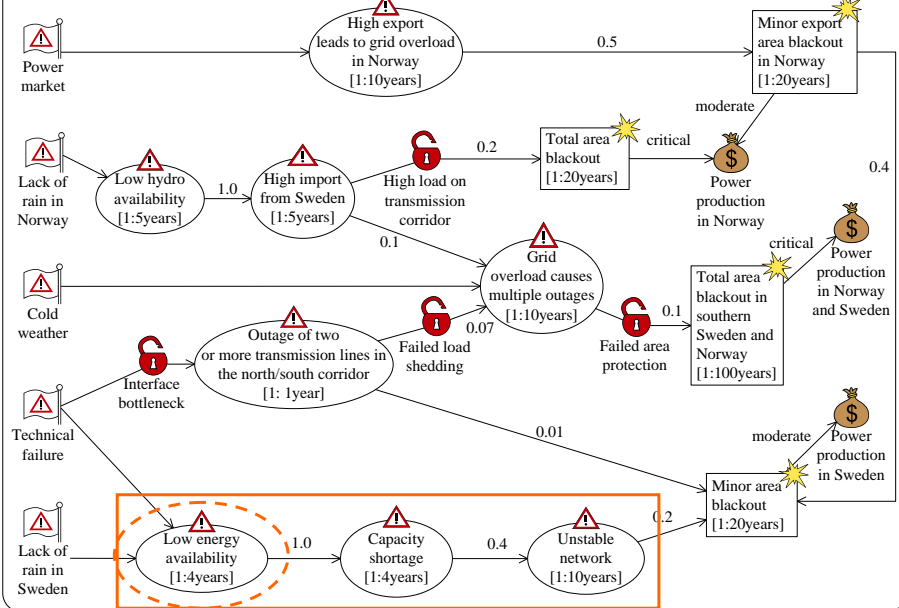 High export
leads to grid overload
in Norway
[1:10years]
Minor export
area blackout
in Norway
[1:20years]
0.5
Power
market
moderate
Lack of
rain in
Norway
Low hydro
availability
[1:5years]
1.0
High import
from Sweden
[1:5years]
High load on
transmission
corridor
0.2
Total area
blackout
[1:20years]
critical
$
Power
production
in Norway
0.4
0.1
Cold
weather
Grid
overload causes
multiple outages
[1:10years]
critical
$
Power
production
in Norway
and Sweden
Total area
blackout in
southern
Sweden and
Norway
[1:100years]
0.1
Failed area
protection
0.07
Failed load
shedding
Outage of two
or more transmission lines in
the north/south corridor
[1: 1year]
Interface
bottleneck
Technical
failure
0.01
moderate
$
Power
production
in Sweden
Minor area
blackout
[1:20years]
Lack of
rain in
Sweden
Low energy
availability
[1:4years]
1.0
Capacity
shortage
[1:4years]
0.4
Unstable
network
[1:10years]
0.2